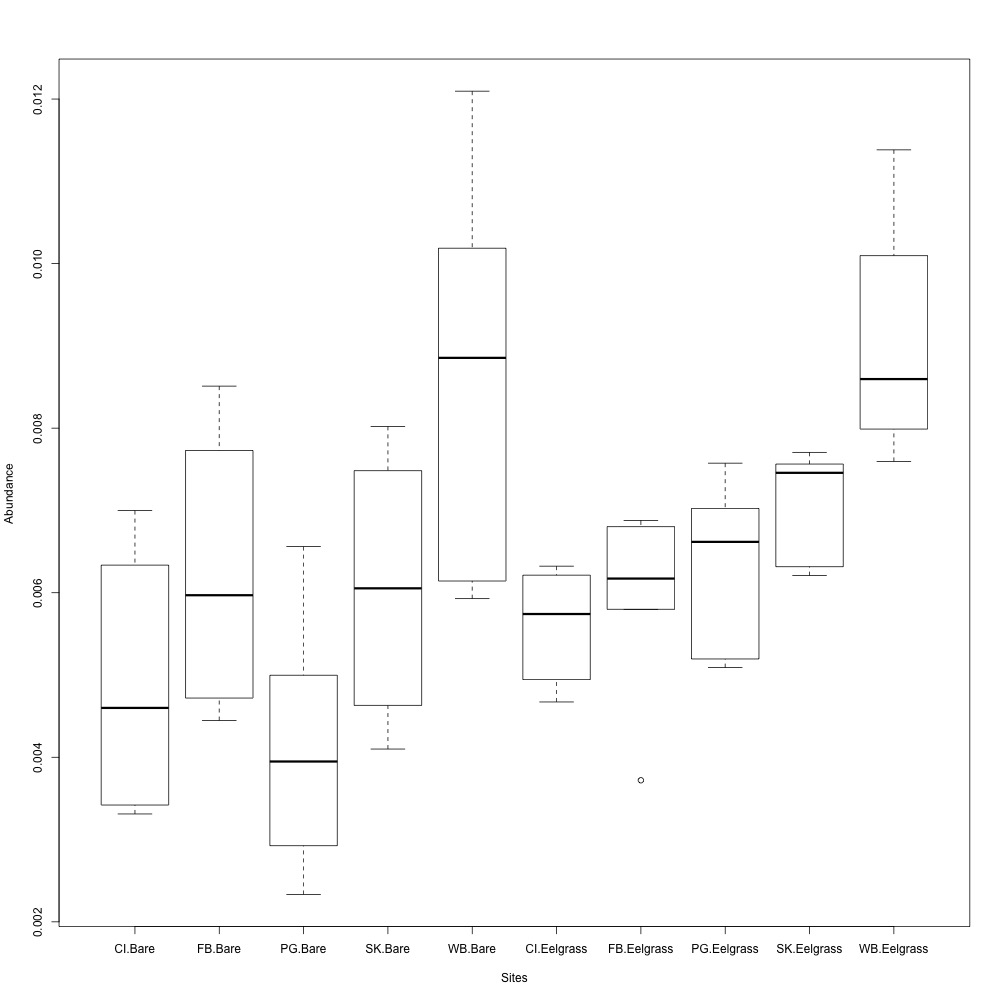 Abundance
0.012
0.010
0.008
0.006
0.004
0.002
CI.Bare FB.Bare PG.Bare SK.Bare WB.Bare CI.Eelgrass FB.Eelgrass PG.Eelgrass SK.Eelgrass WB.Eelgrass
Sites